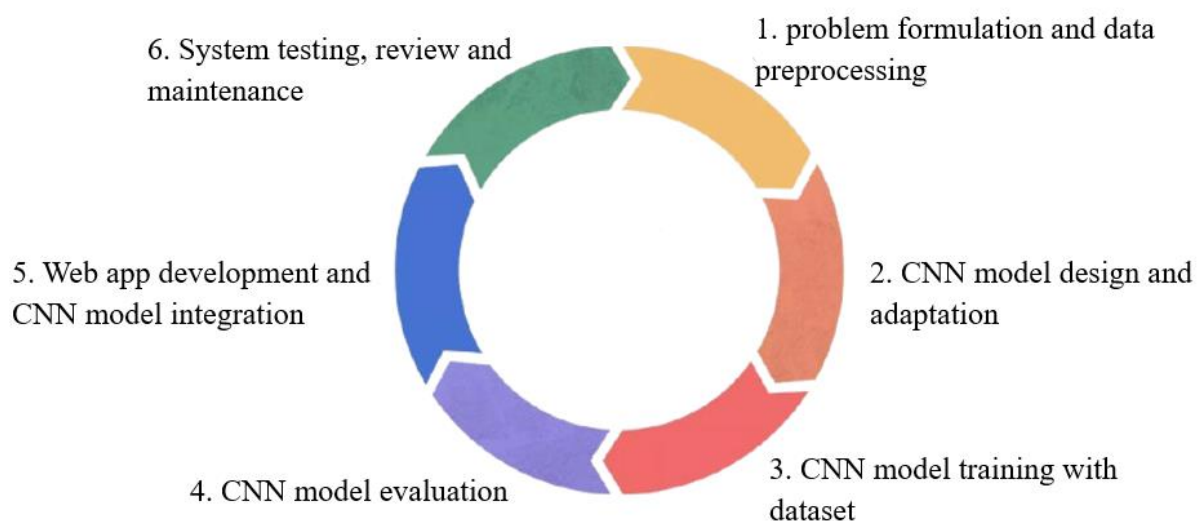 1. problem formulation and data
preprocessing
2. CNN model design and
adaptation
3. CNN model training with
dataset
4. CNN model evaluation
5. Web app development and
CNN model integration
6. System testing, review and
maintenance